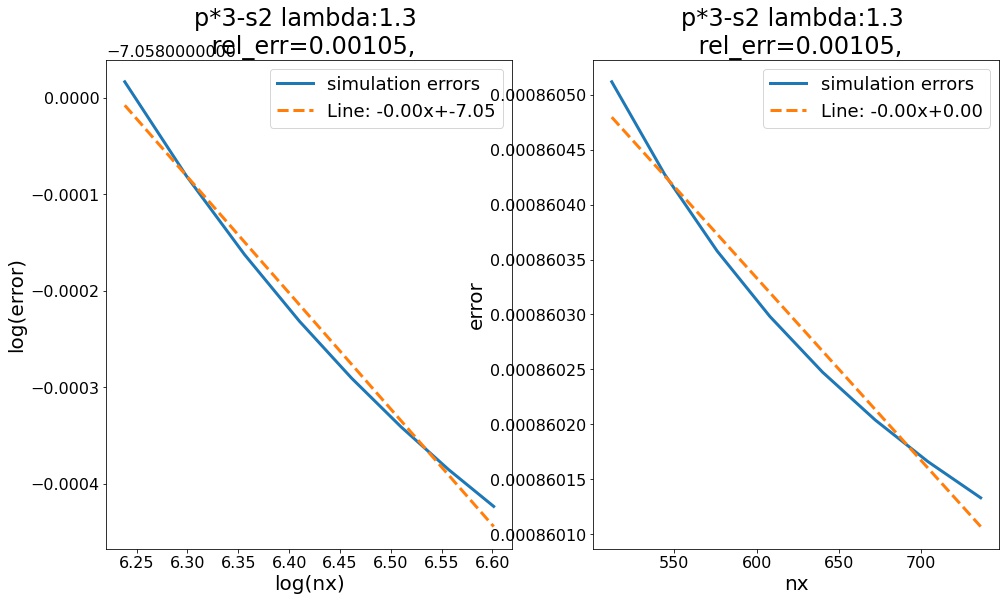 p*3-s2 lambda:1.3
rel_err=0.00105,
−7.0580000000
0.0000
−0.0001
−0.0002
−0.0003
−0.0004
log(error)
simulation errors
Line: -0.00x+-7.05
6.25 6.30 6.35 6.40 6.45 6.50 6.55 6.60
log(nx)
p*3-s2 lambda:1.3
rel_err=0.00105,
0.00086050
0.00086045
0.00086040
0.00086035
0.00086030
0.00086025
0.00086020
0.00086015
0.00086010
error
simulation errors
Line: -0.00x+0.00
550 600 650 700
nx